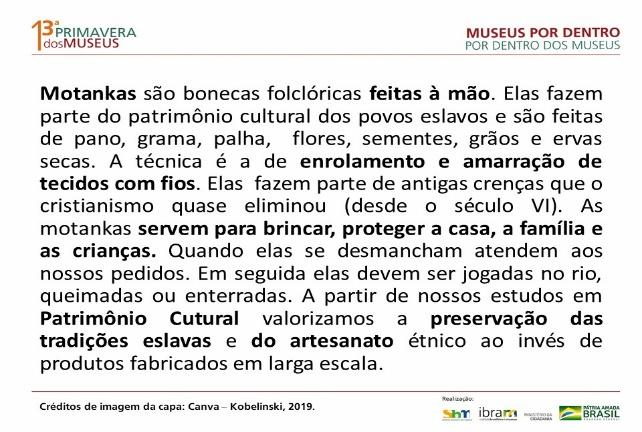 13ª PRIMAVERA
dosMUSEUS
MUSEUS POR DENTRO
POR DENTRO DOS MUSEUS
Motankas são bonecas folclóricas feitas à mão. Elas fazem
parte do patrimônio cultural dos povos eslavos e são feitas
de pano, grama, palha, flores, sementes, grãos e ervas
secas. A técnica é a de enrolamento e amarração de
tecidos com fios. Elas fazem parte de antigas crenças que o
cristianismo quase eliminou (desde o século VI). As
motankas servem para brincar, proteger a casa, a família e
as crianças. Quando elas se desmancham atendem aos
nossos pedidos. Em seguida elas devem ser jogadas no rio,
queimadas ou enterradas. A partir de nossos estudos em
Patrimônio Cutural valorizamos a preservação das
tradições eslavas e do artesanato étnico ao invés de
produtos fabricados em larga escala.
Créditos de imagem da capa: Canva – Kobelinski, 2019.
Realização:
ibram
MINISTÉRIO DA
CIDADANIA
PÁTRIA AMADA
BRASIL